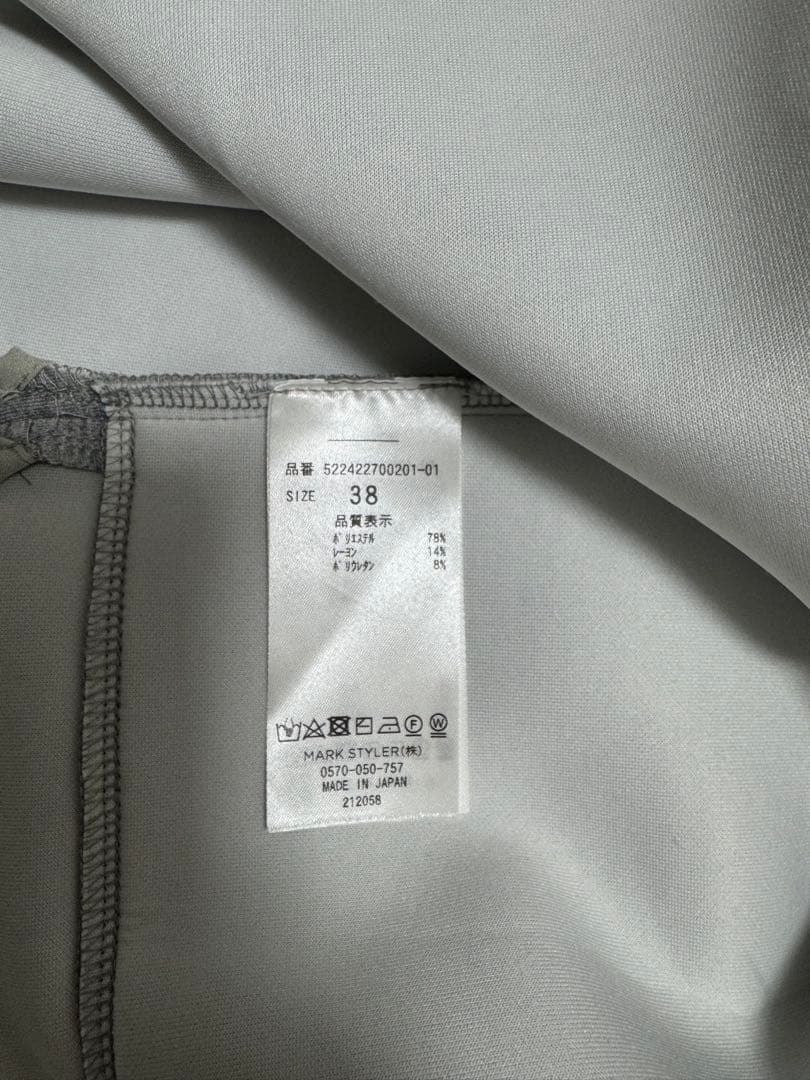 品番 522422700201-01
SIZE 38
品質表示
ﾎﾟﾘｴｽﾃﾙ 78%
ﾚｰﾖﾝ 14%
ﾎﾟﾘｳﾚﾀﾝ 8%
F W
MARK STYLER(株)
0570-050-757
MADE IN JAPAN
212058